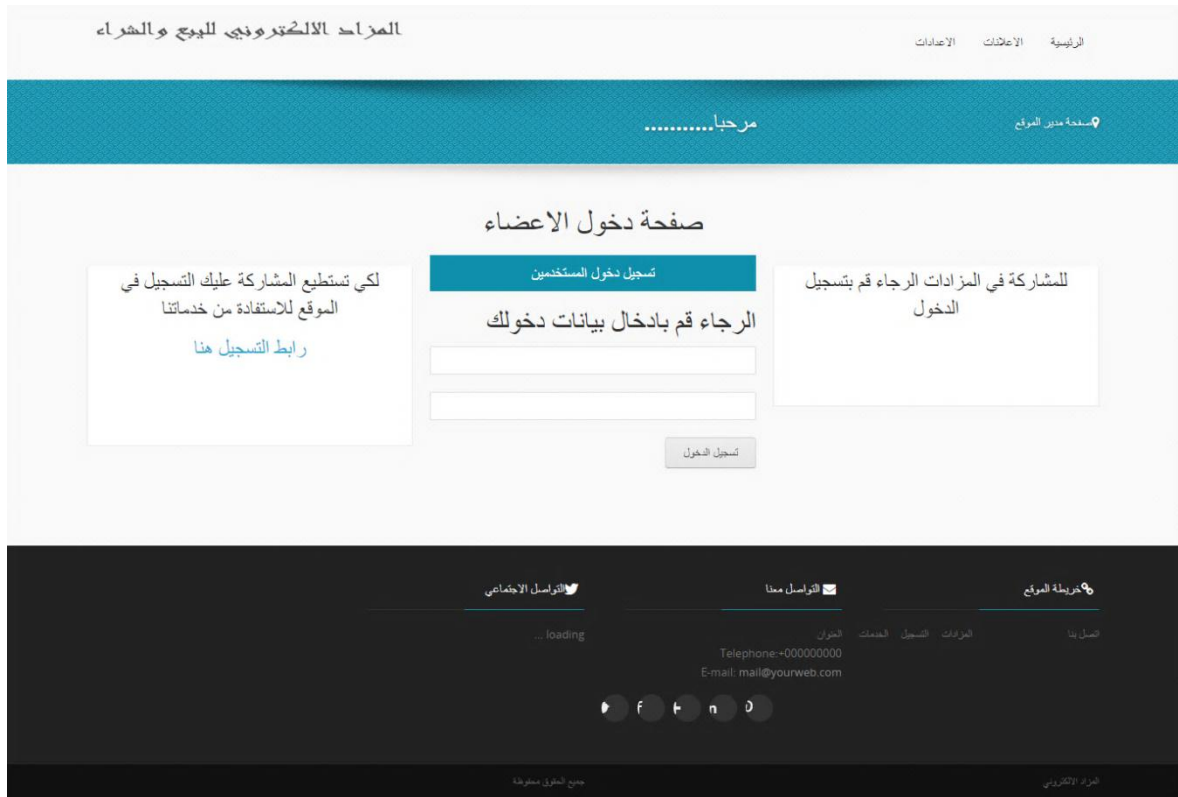 المزاد الالكتروني للبيع والشراء
الرئيسية الاعلانات الاعدادات
صفحة مدير الموقع
مرحبا...........
صفحة دخول الاعضاء
للمشاركة في المزادات الرجاء قم بتسجيل
الدخول
تسجيل دخول المستخدمين
الرجاء قم بادخال بيانات دخولك
تسجيل الدخول
لكي تستطيع المشاركة عليك التسجيل في
الموقع للاستفادة من خدماتنا
رابط التسجيل هنا
خريطة الموقع
اتصل بنا المزادات التسجيل الخدمات
التواصل معنا
العنوان
Telephone:+000000000
E-mail: mail@yourweb.com
التواصل الاجتماعي
loading ...
المزاد الالكتروني
جميع الحقوق محفوظة